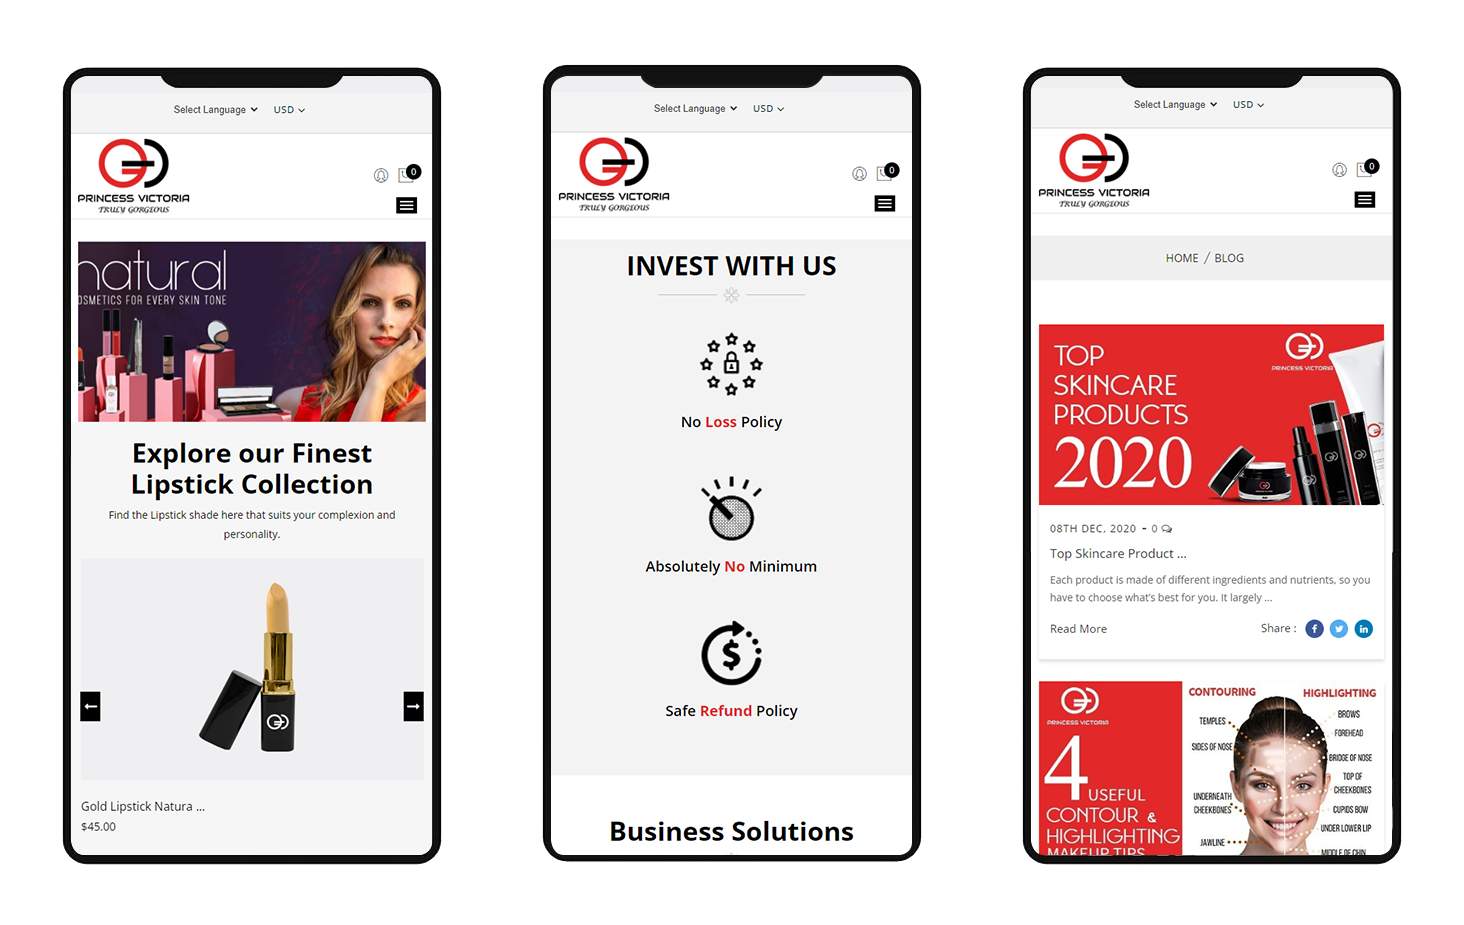 Select Language USD
0
PRINCESS VICTORIA
TRULY GORGEOUS
natural
OSMETICS FOR EVERY SKIN TONE
Explore our Finest
Lipstick Collection
Find the Lipstick shade here that suits your complexion and
personality.
Gold Lipstick Natura ...
$45.00
Select Language USD
0
PRINCESS VICTORIA
TRULY GORGEOUS
INVEST WITH US
No Loss Policy
Absolutely No Minimum
$
Safe Refund Policy
Business Solutions
Select Language USD
0
PRINCESS VICTORIA
TRULY GORGEOUS
HOME / BLOG
PRINCESS VICTORIA
TOP
SKINCARE
PRODUCTS
2020
08TH DEC, 2020 - 0
Top Skincare Product ...
Each product is made of different ingredients and nutrients, so you
have to choose what's best for you. It largely ...
Read More Share :
PRINCESS VICTORIA
4 USEFUL
CONTOUR &
HIGHLIGHTING
MAKEUP TIPS
CONTOURING
TEMPLES
SIDES OF NOSE
UNDERNEATH
CHEEKBONES
JAWLINE
HIGHLIGHTING
BROWS
FOREHEAD
BRIDGE OF NOSE
TOP OF
CHEEKBONES
CUPIDS BOW
UNDER LOWER LIP
MIDDLE OF CHIN